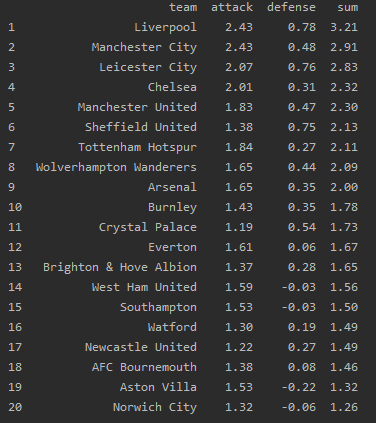 team attack defense sum
1 Liverpool 2.43 0.78 3.21
2 Manchester City 2.43 0.48 2.91
3 Leicester City 2.07 0.76 2.83
4 Chelsea 2.01 0.31 2.32
5 Manchester United 1.83 0.47 2.30
6 Sheffield United 1.38 0.75 2.13
7 Tottenham Hotspur 1.84 0.27 2.11
8 Wolverhampton Wanderers 1.65 0.44 2.09
9 Arsenal 1.65 0.35 2.00
10 Burnley 1.43 0.35 1.78
11 Crystal Palace 1.19 0.54 1.73
12 Everton 1.61 0.06 1.67
13 Brighton & Hove Albion 1.37 0.28 1.65
14 West Ham United 1.59 -0.03 1.56
15 Southampton 1.53 -0.03 1.50
16 Watford 1.30 0.19 1.49
17 Newcastle United 1.22 0.27 1.49
18 AFC Bournemouth 1.38 0.08 1.46
19 Aston Villa 1.53 -0.22 1.32
20 Norwich City 1.32 -0.06 1.26